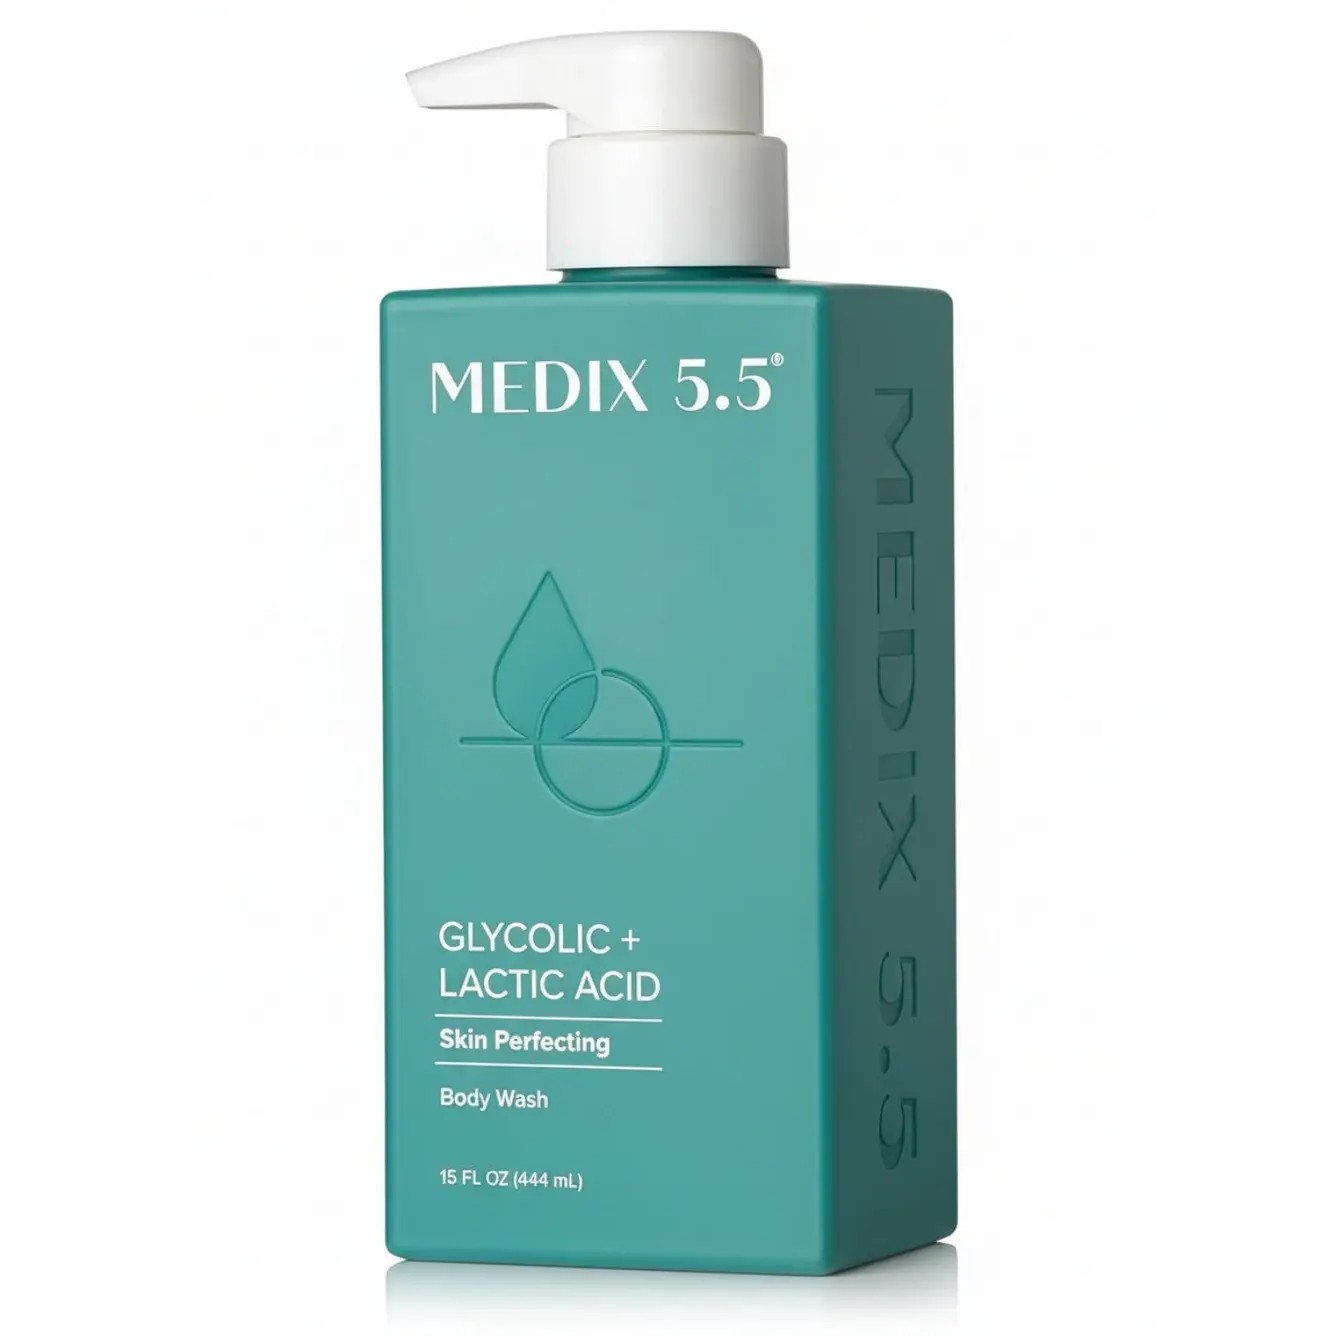 MEDIX 5.5®
GLYCOLIC +
LACTIC ACID
Skin Perfecting
Body Wash
15 FL OZ (444 mL)
MEDIX 5.5